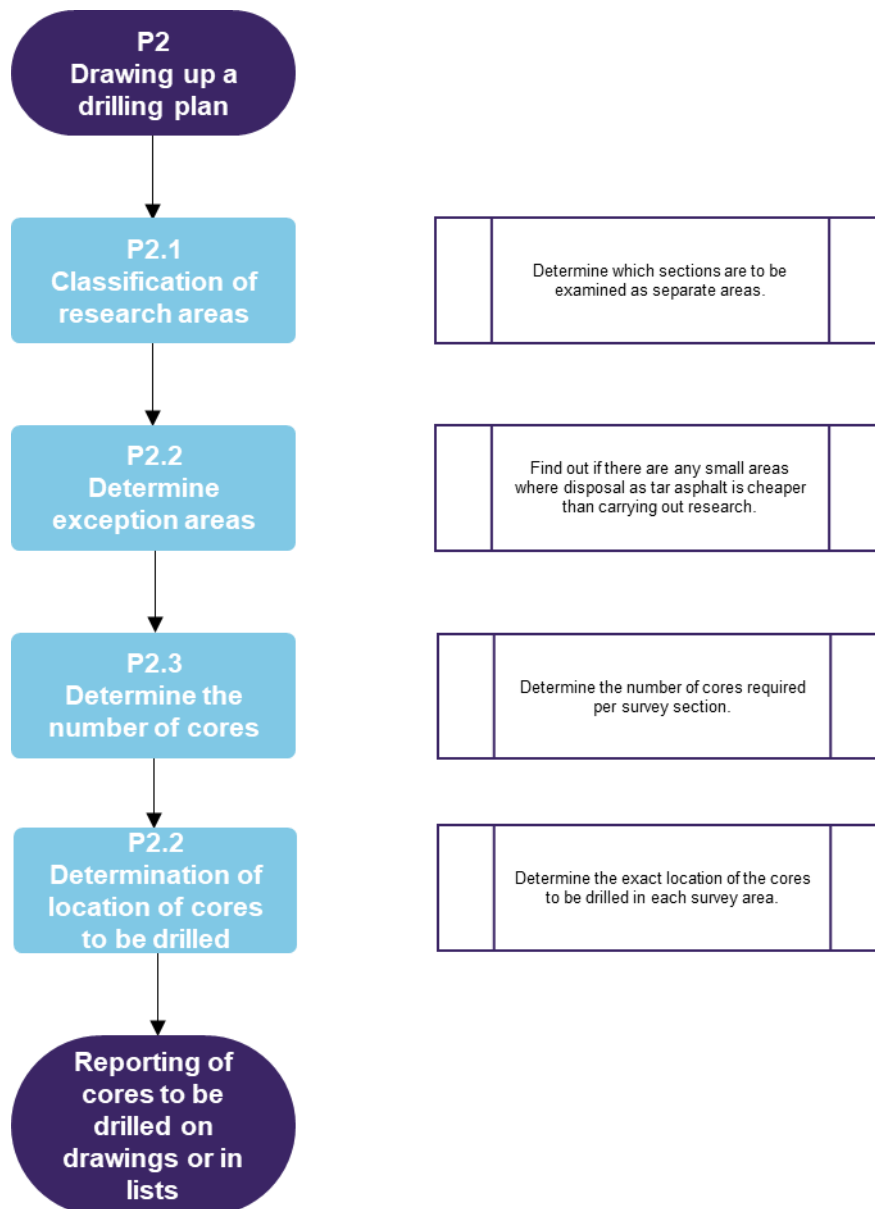 P2
Drawing up a
drilling plan
P2.1
Classification of
research areas
Determine which sections are to be
examined as separate areas.
P2.2
Determine
exception areas
Find out if there are any small areas
where disposal as tar asphalt is cheaper
than carrying out research.
P2.3
Determine the
number of cores
Determine the number of cores required
per survey section.
P2.2
Determination of
location of cores
to be drilled
Determine the exact location of the cores
to be drilled in each survey area.
Reporting of
cores to be
drilled on
drawings or in
lists